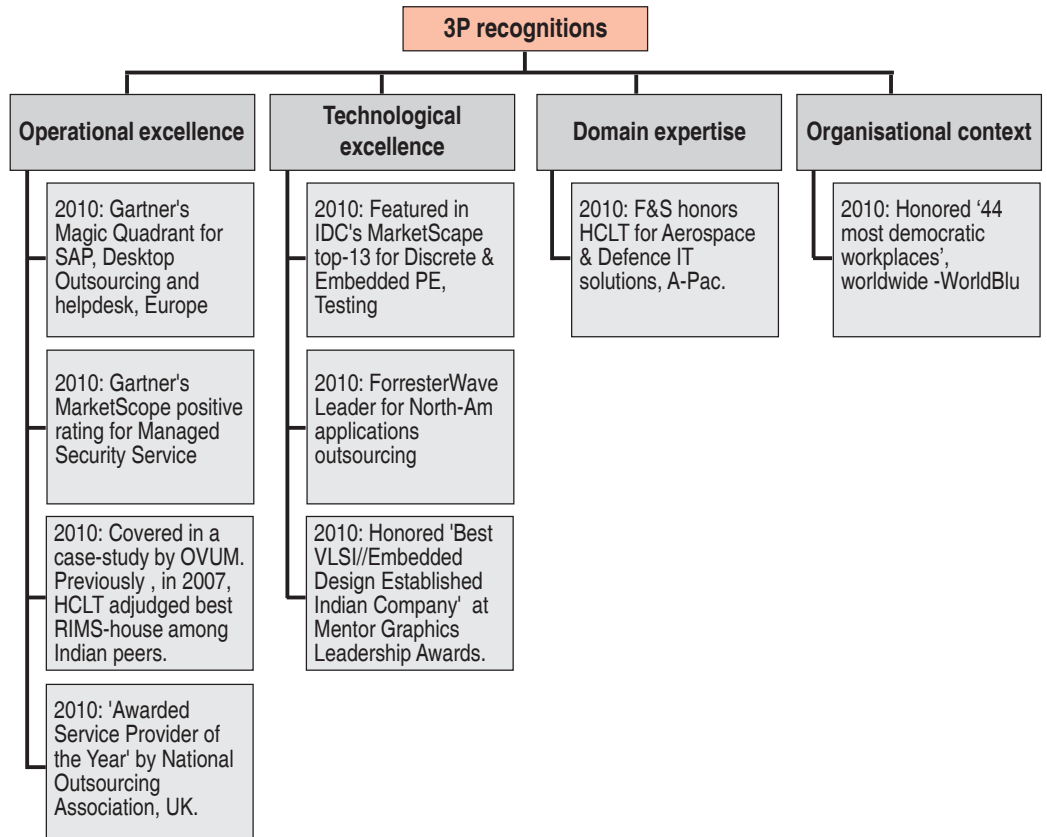 3P recognitions
Operational excellence
2010: Gartner's
Magic Quadrant for
SAP, Desktop
Outsourcing and
helpdesk, Europe
2010: Gartner's
MarketScope positive
rating for Managed
Security Service
2010: Covered in a
case-study by OVUM.
Previously , in 2007,
HCLT adjudged best
RIMS-house among
Indian peers.
2010: 'Awarded
Service Provider of
the Year' by National
Outsourcing
Association, UK.
Technological
excellence
2010: Featured in
IDC's MarketScape
top-13 for Discrete &
Embedded PE,
Testing
2010: ForresterWave
Leader for North-Am
applications
outsourcing
2010: Honored 'Best
VLSI//Embedded
Design Established
Indian Company'  at
Mentor Graphics
Leadership Awards.
Domain expertise
2010: F&S honors
HCLT for Aerospace
& Defence IT
solutions, A-Pac.
Organisational context
2010: Honored ‘44
most democratic
workplaces’,
worldwide -WorldBlu